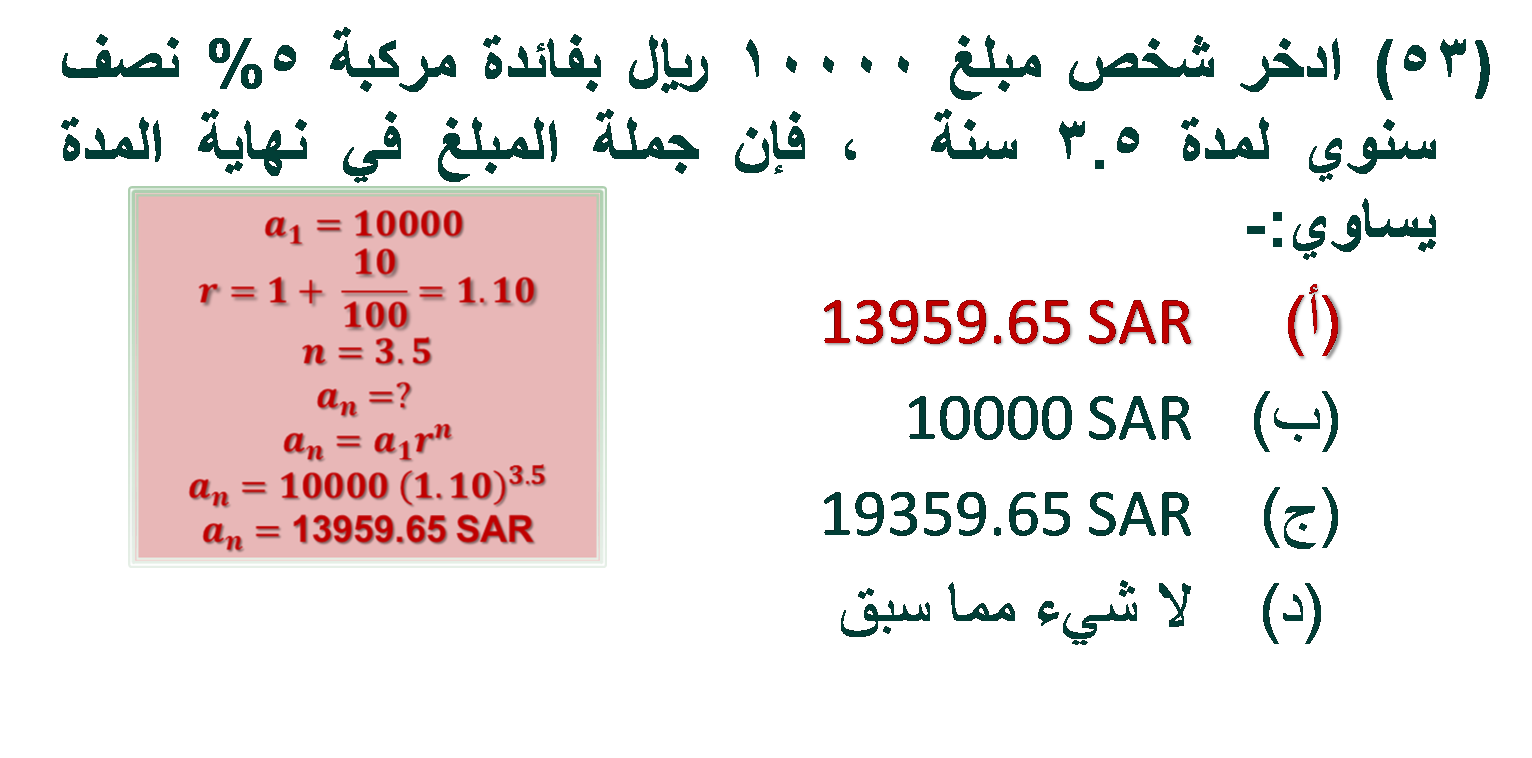 (٥٣) ادخر شخص مبلغ ١٠٠٠٠ ريال بفائدة مركبة ٥% نصف
سنوي لمدة ٣.٥ سنة ، فإن جملة المبلغ في نهاية المدة
يساوي:-
(أ) 13959.65 SAR
(ب) 10000 SAR
(ج) 19359.65 SAR
(د) لا شيء مما سبق
a₁ = 10000
r = 1 + 10/100 = 1.10
n = 3.5
aₙ =?
aₙ = a₁rⁿ
aₙ = 10000 (1.10)^3.5
aₙ = 13959.65 SAR